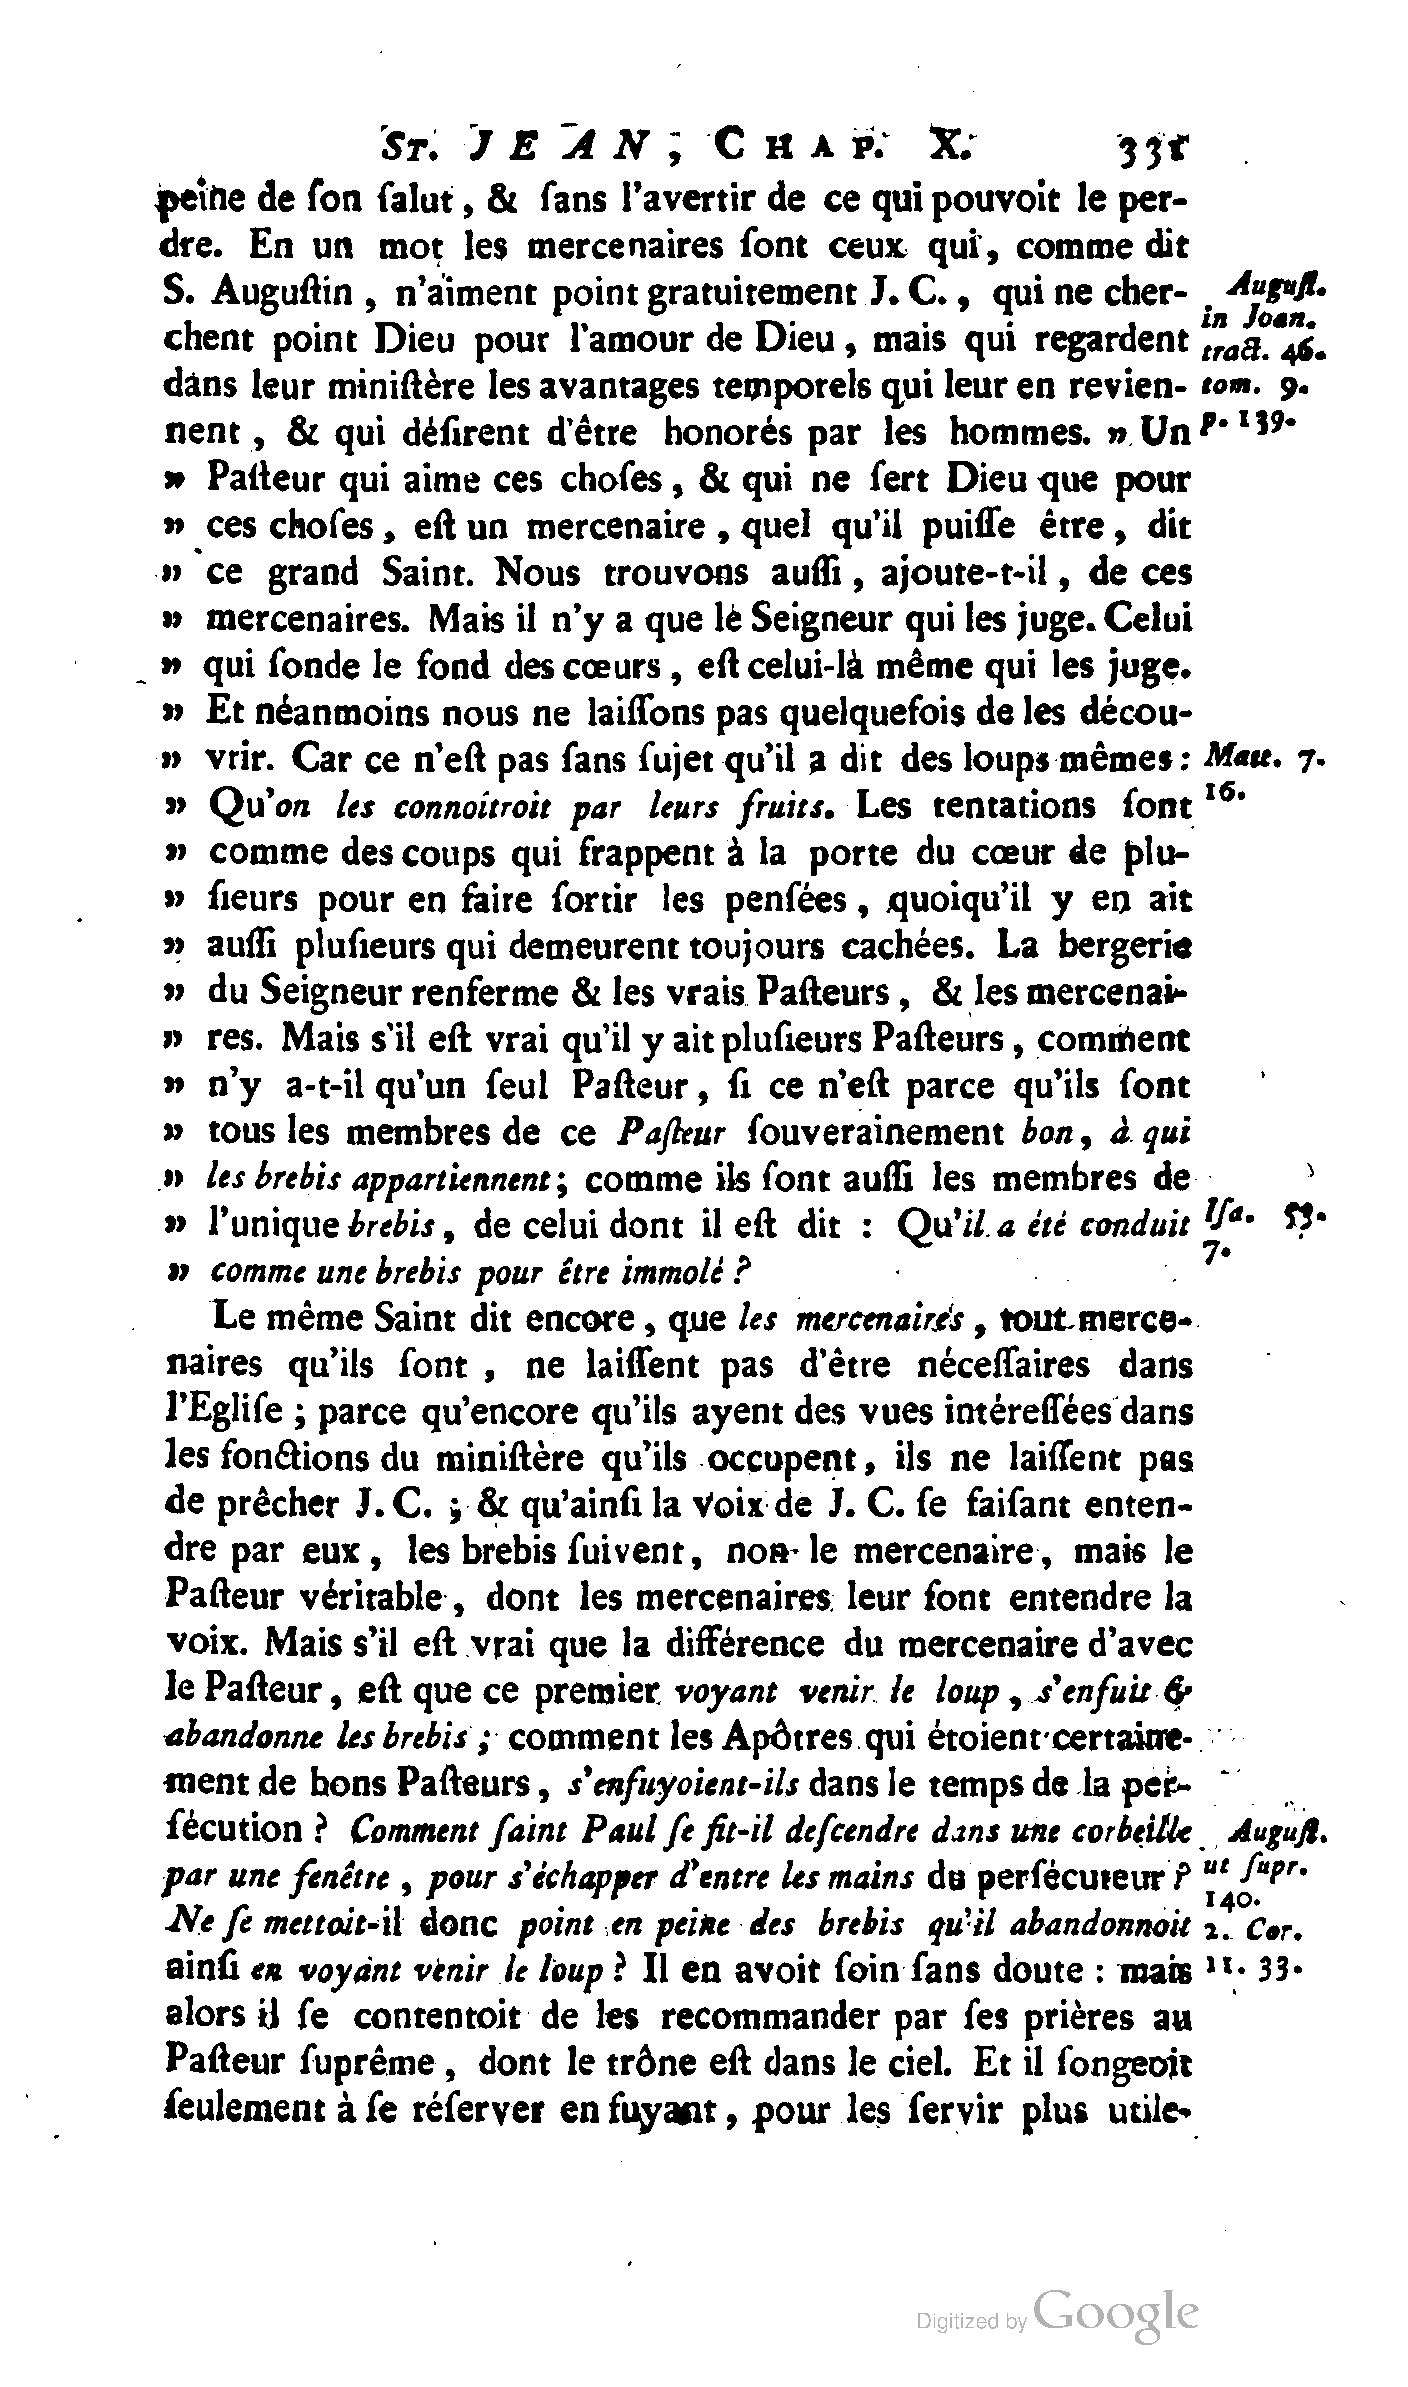 ST. JEAN, CHAP. X. 331
peine de ſon ſalut, & ſans l'avertir de ce qui pouvoit le per-
dre. En un mot les mercenaires ſont ceux qui, comme dit
S. Auguſtin, n'aiment point gratuitement J. C., qui ne cher-
chent point Dieu pour l'amour de Dieu, mais qui regardent
dans leur miniſtère les avantages temporels qui leur en revien-
nent, & qui déſirent d'être honorés par les hommes. » Un
» Paſteur qui aime ces choſes, & qui ne ſert Dieu que pour
» ces choſes, eſt un mercenaire, quel qu'il puiſſe être, dit
» ce grand Saint. Nous trouvons auſſi, ajoute-t-il, de ces
» mercenaires. Mais il n'y a que le Seigneur qui les juge. Celui
» qui ſonde le fond des cœurs, eſt celui-là même qui les juge.
» Et néanmoins nous ne laiſſons pas quelquefois de les décou-
» vrir. Car ce n'eſt pas ſans ſujet qu'il a dit des loups mêmes :
» Qu'on les connoîtroit par leurs fruits. Les tentations ſont
» comme des coups qui frappent à la porte du cœur de plu-
» ſieurs pour en faire ſortir les penſées, quoiqu'il y en ait
» auſſi pluſieurs qui demeurent toujours cachées. La bergerie
» du Seigneur renferme & les vrais Paſteurs, & les mercenai-
» res. Mais s'il eſt vrai qu'il y ait pluſieurs Paſteurs, comment
» n'y a-t-il qu'un ſeul Paſteur, ſi ce n'eſt parce qu'ils ſont
» tous les membres de ce Paſteur ſouverainement bon, à qui
» les brebis appartiennent; comme ils ſont auſſi les membres de
» l'unique brebis, de celui dont il eſt dit : Qu'il a été conduit
» comme une brebis pour être immolé ?
Le même Saint dit encore, que les mercenaires, tout merce-
naires qu'ils ſont, ne laiſſent pas d'être néceſſaires dans
l'Egliſe ; parce qu'encore qu'ils ayent des vues intéreſſées dans
les fonctions du miniſtère qu'ils occupent, ils ne laiſſent pas
de prêcher J. C. ; & qu'ainſi la voix de J. C. ſe faiſant enten-
dre par eux, les brebis ſuivent, non le mercenaire, mais le
Paſteur véritable, dont les mercenaires leur font entendre la
voix. Mais s'il eſt vrai que la différence du mercenaire d'avec
le Paſteur, eſt que ce premier voyant venir le loup, s'enfuit &
abandonne les brebis ; comment les Apôtres qui étoient certaine-
ment de bons Paſteurs, s'enfuyoient-ils dans le temps de la per-
ſécution ? Comment ſaint Paul ſe fit-il deſcendre dans une corbeille
par une fenêtre, pour s'échapper d'entre les mains du perſécuteur ?
Ne ſe mettoit-il donc point en peine des brebis qu'il abandonnoit
ainſi en voyant venir le loup ? Il en avoit ſoin ſans doute : mais
alors il ſe contentoit de les recommander par ſes prières au
Paſteur ſuprême, dont le trône eſt dans le ciel. Et il ſongeoit
ſeulement à ſe réſerver en fuyant, pour les ſervir plus utile-
Auguſt.
in Joan.
tract. 46.
tom. 9.
p. 139.
Matt. 7.
16.
Iſa. 53.
7.
Auguſt.
ut ſupr.
140.
2. Cor.
11. 33.
Digitized by Google